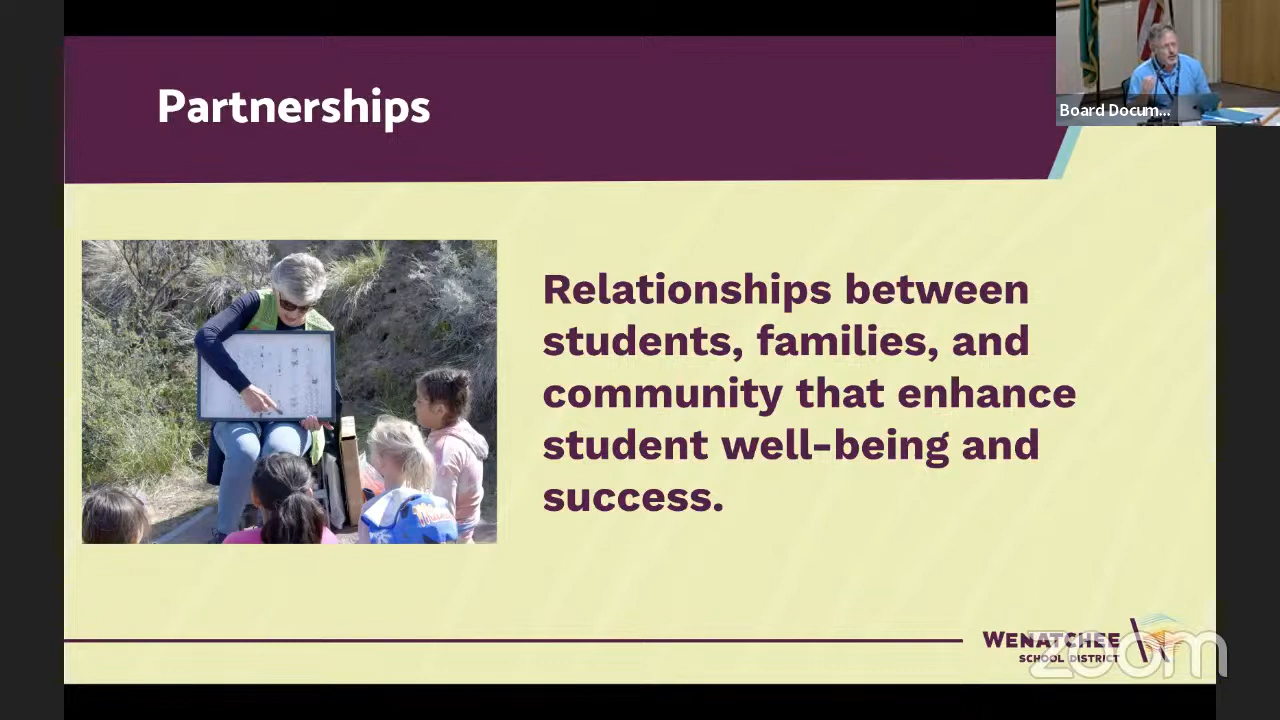 Partnerships
Board Docum...
Relationships between
students, families, and
community that enhance
student well-being and
success.
WENATCHEE
SCHOOL DISTRICT
zoom